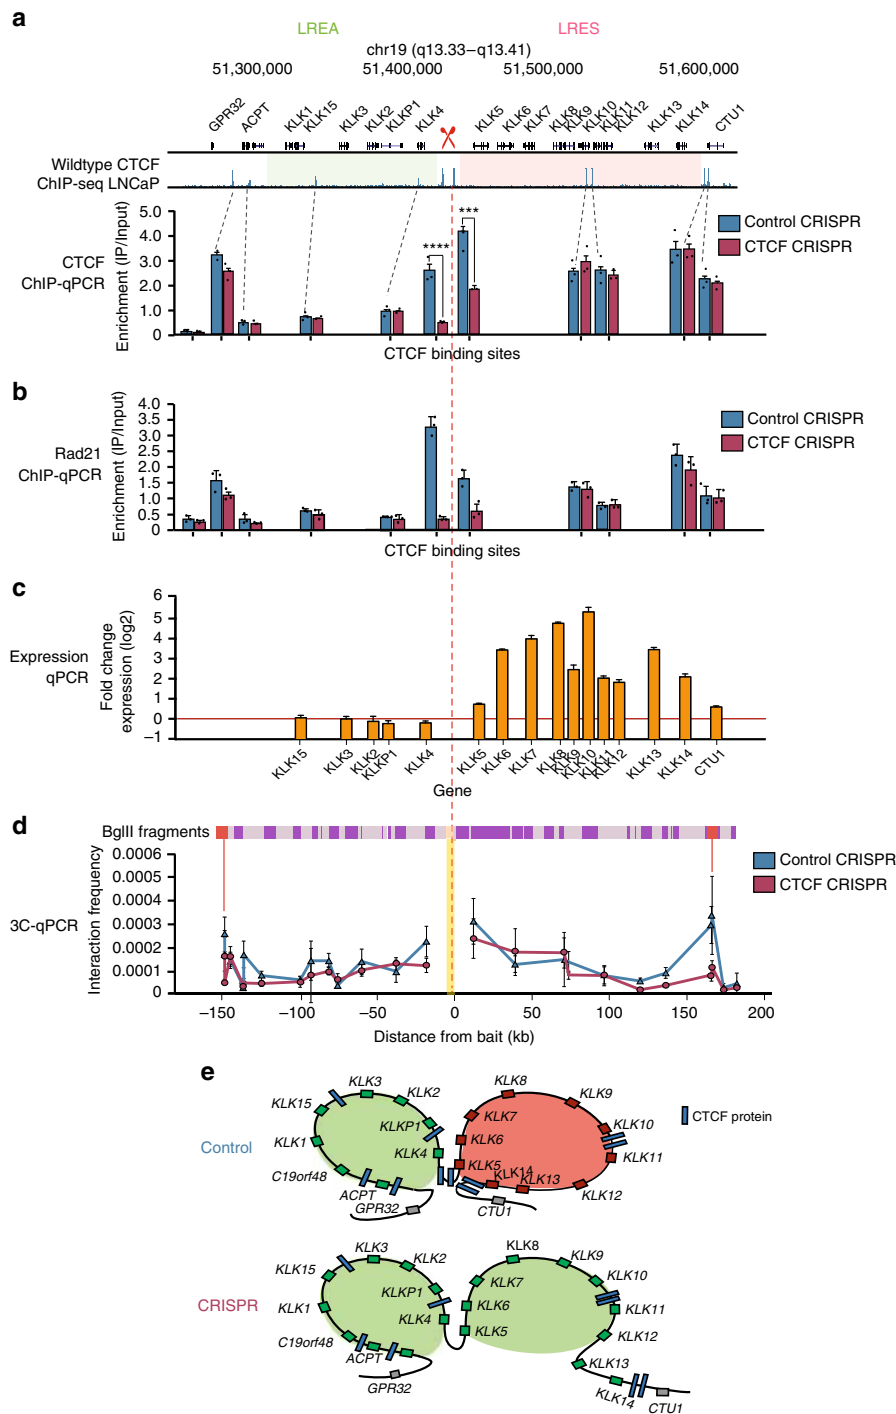 a
LREA LRES
chr19 (q13.33–q13.41)
51,300,000 51,400,000 51,500,000 51,600,000
GPR32 ACPT KLK1 KLK15 KLK3 KLK2 KLKP1 KLK4 KLK5 KLK6 KLK7 KLK8 KLK9 KLK10 KLK11 KLK12 KLK13 KLK14 CTU1
Wildtype CTCF
ChIP-seq LNCaP
CTCF
ChIP-qPCR
Enrichment (IP/Input)
5.0
4.0
3.0
2.0
1.0
0
**** ***
Control CRISPR
CTCF CRISPR
CTCF binding sites
b
Rad21
ChIP-qPCR
Enrichment (IP/Input)
4.0
3.5
3.0
2.5
2.0
1.5
1.0
0.5
0
Control CRISPR
CTCF CRISPR
CTCF binding sites
c
Expression
qPCR
Fold change
expression (log2)
6
5
4
3
2
1
0
−1
KLK15 KLK3 KLK2 KLKP1 KLK4 KLK5 KLK6 KLK7 KLK8 KLK9 KLK10 KLK11 KLK12 KLK13 KLK14 CTU1
Gene
d
BglII fragments
3C-qPCR
Interaction frequency
0.0006
0.0005
0.0004
0.0003
0.0002
0.0001
0
Control CRISPR
CTCF CRISPR
−150 −100 −50 0 50 100 150 200
Distance from bait (kb)
e
Control
KLK3
KLK2
KLK15
KLKP1
KLK1
KLK4
C19orf48
ACPT
GPR32
KLK8
KLK9
KLK7
KLK10
KLK6
KLK11
KLK5
KLK14
KLK13
KLK12
CTU1
CTCF protein
CRISPR
KLK3
KLK2
KLK15
KLKP1
KLK1
KLK4
C19orf48
ACPT
GPR32
KLK8
KLK9
KLK7
KLK10
KLK6
KLK11
KLK5
KLK12
KLK13
KLK14
CTU1